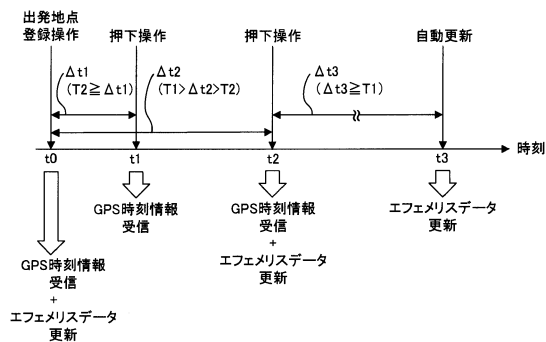 出発地点
登録操作
押下操作
押下操作
自動更新
Δt1
(T2≧Δt1)
Δt2
(T1>Δt2>T2)
Δt3
(Δt3≧T1)
t0
t1
t2
t3
時刻
GPS時刻情報
受信
+
エフェメリスデータ
更新
GPS時刻情報
受信
GPS時刻情報
受信
+
エフェメリスデータ
更新
エフェメリスデータ
更新